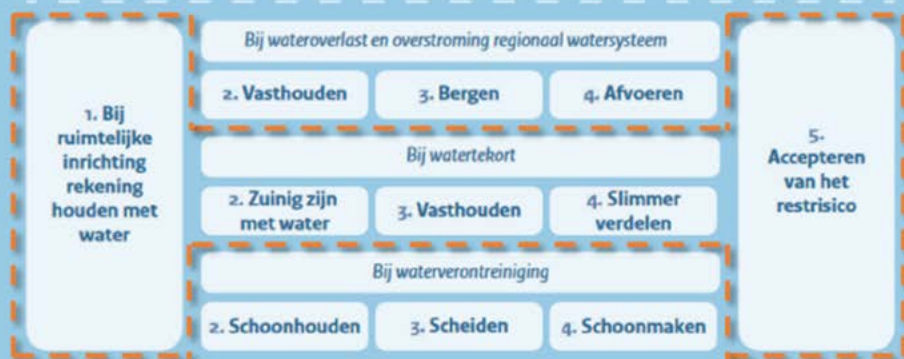 1. Bij
ruimtelijke
inrichting
rekening
houden met
water
Bij wateroverlast en overstroming regionaal watersysteem
2. Vasthouden
3. Bergen
4. Afvoeren
Bij watertekort
2. Zuinig zijn
met water
3. Vasthouden
4. Slimmer
verdelen
Bij waterverontreiniging
2. Schoonhouden
3. Scheiden
4. Schoonmaken
5.
Accepteren
van het
restrisico